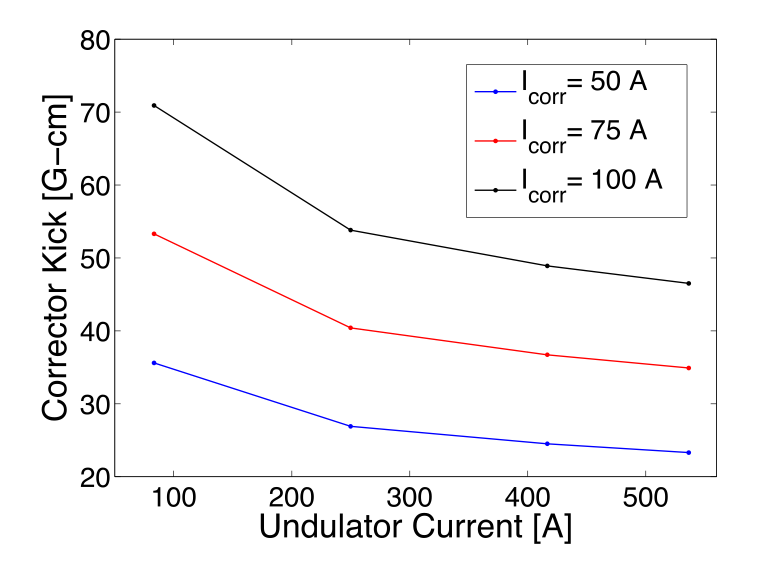 80
70
60
50
40
30
20
Corrector Kick [G−cm]
I_corr= 50 A
I_corr= 75 A
I_corr= 100 A
100 200 300 400 500
Undulator Current [A]